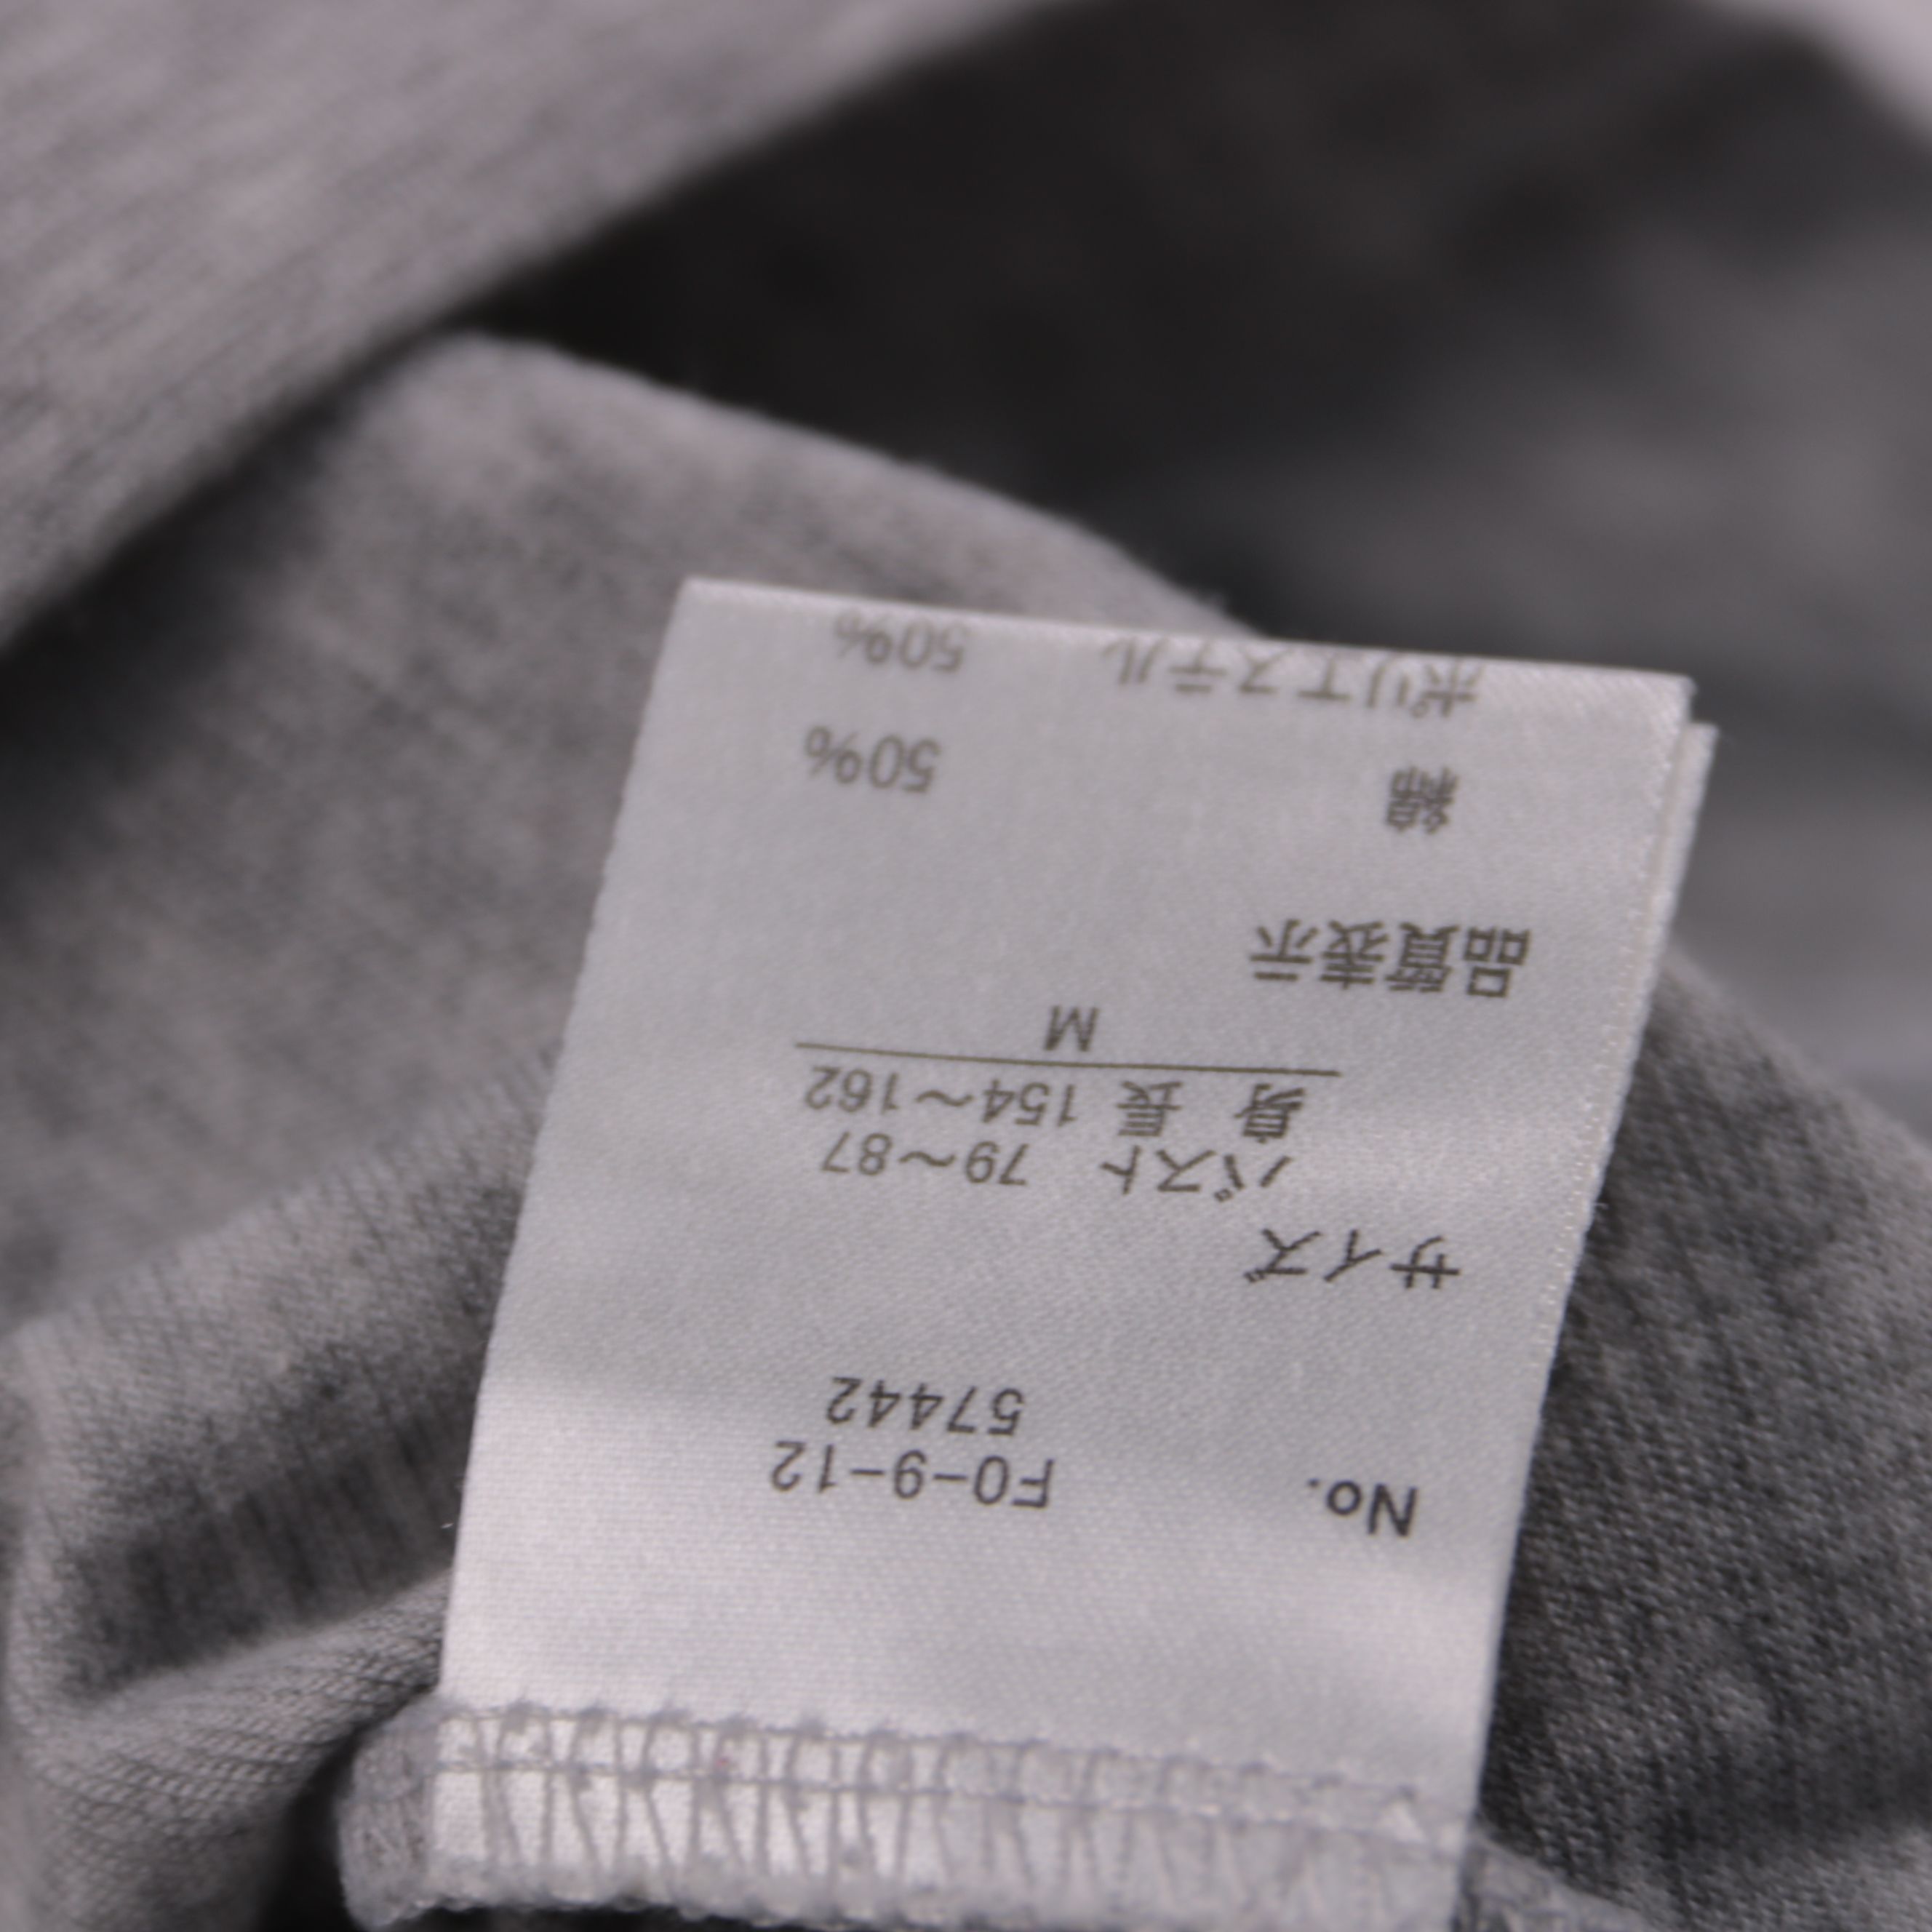 No. F0-9-12
57442
サイズ
バスト 79～87
身 長 154～162
M
品質表示
綿 50%
ポリエステル 50%